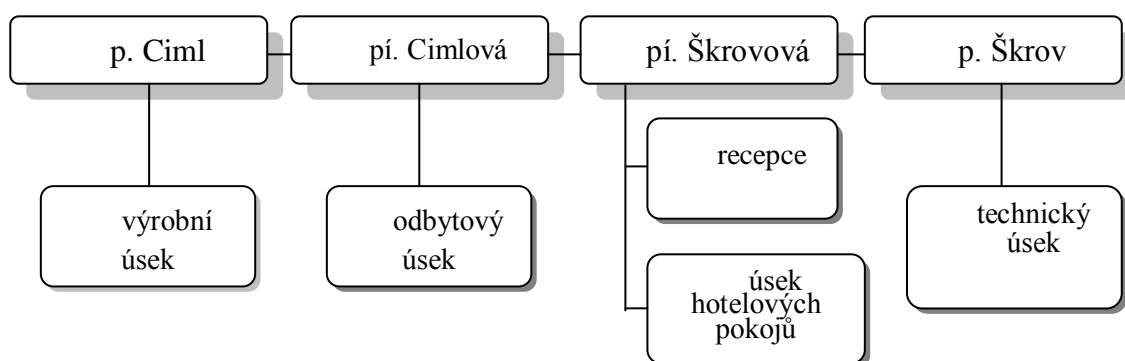 p. Ciml
pí. Cimlová
pí. Škrovová
p. Škrov
výrobní
úsek
odbytový
úsek
recepce
úsek
hotelových
pokojů
technický
úsek